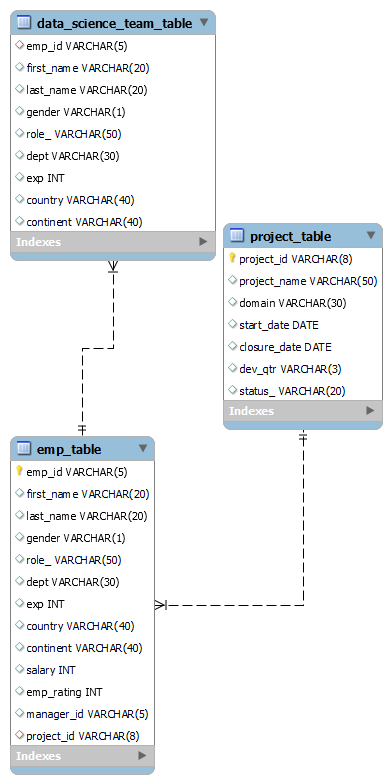 data_science_team_table
emp_id VARCHAR(5)
first_name VARCHAR(20)
last_name VARCHAR(20)
gender VARCHAR(1)
role_ VARCHAR(50)
dept VARCHAR(30)
exp INT
country VARCHAR(40)
continent VARCHAR(40)
Indexes
project_table
project_id VARCHAR(8)
project_name VARCHAR(50)
domain VARCHAR(30)
start_date DATE
closure_date DATE
dev_qtr VARCHAR(3)
status_ VARCHAR(20)
Indexes
emp_table
emp_id VARCHAR(5)
first_name VARCHAR(20)
last_name VARCHAR(20)
gender VARCHAR(1)
role_ VARCHAR(50)
dept VARCHAR(30)
exp INT
country VARCHAR(40)
continent VARCHAR(40)
salary INT
emp_rating INT
manager_id VARCHAR(5)
project_id VARCHAR(8)
Indexes